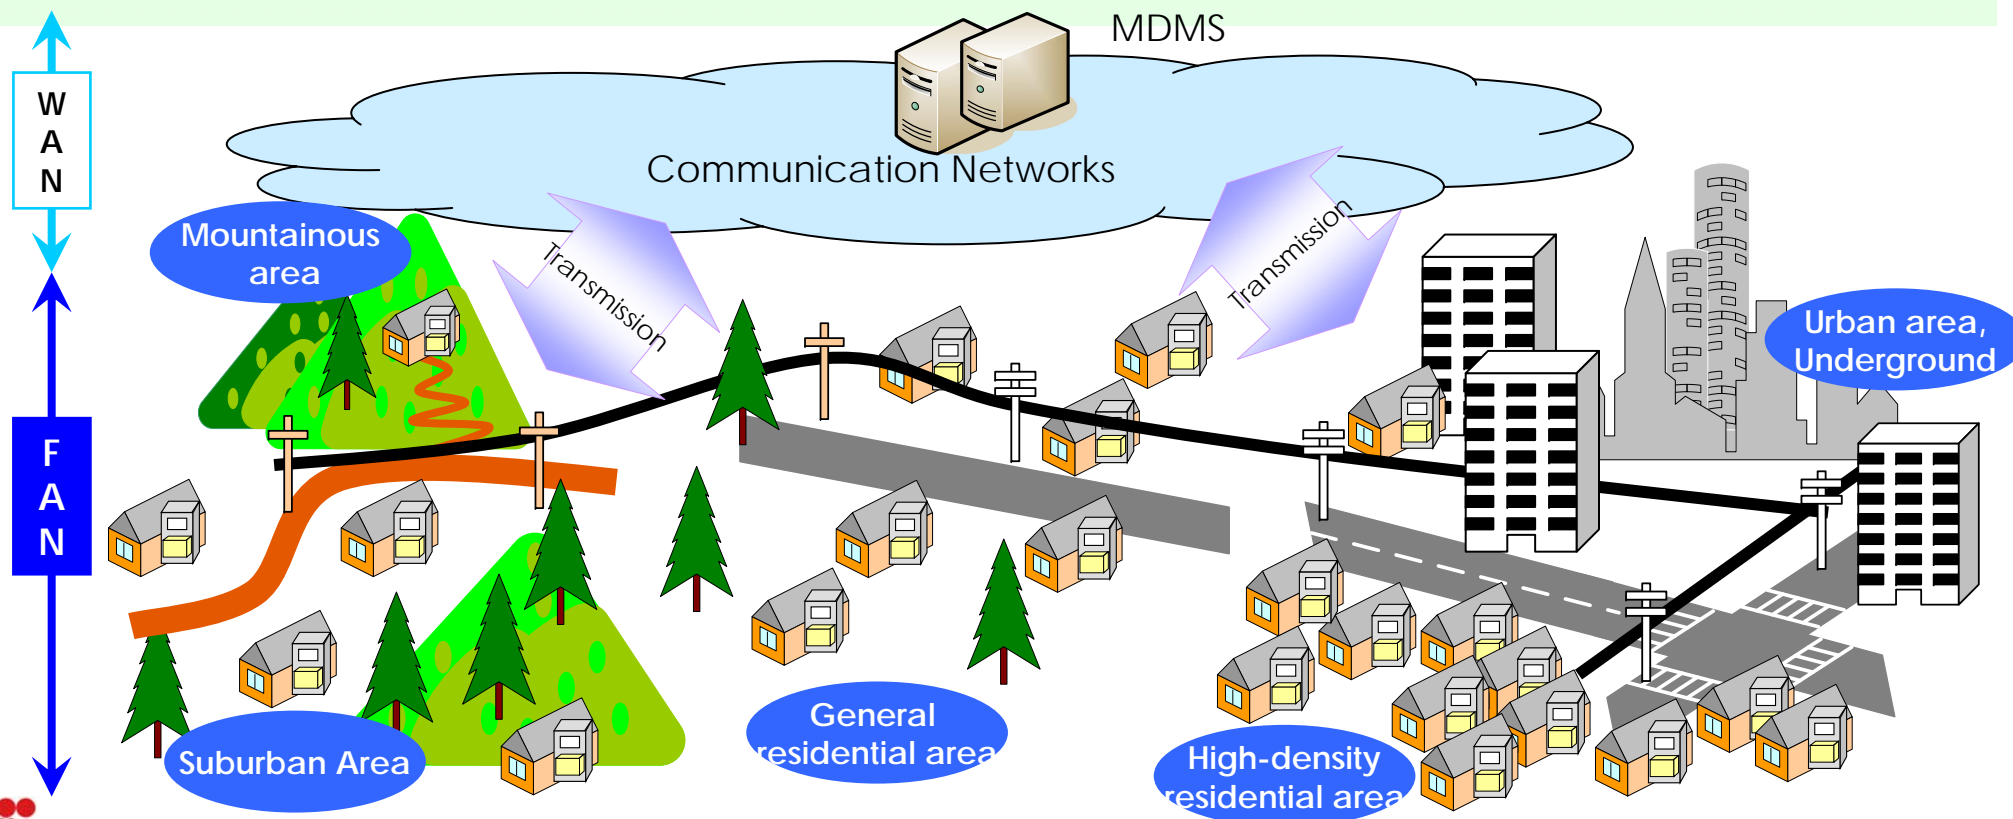 MDMS
W
A
N
Communication Networks
Mountainous
area
Transmission
Transmission
Urban area,
Underground
F
A
N
General
residential area
Suburban Area
High-density
residential area